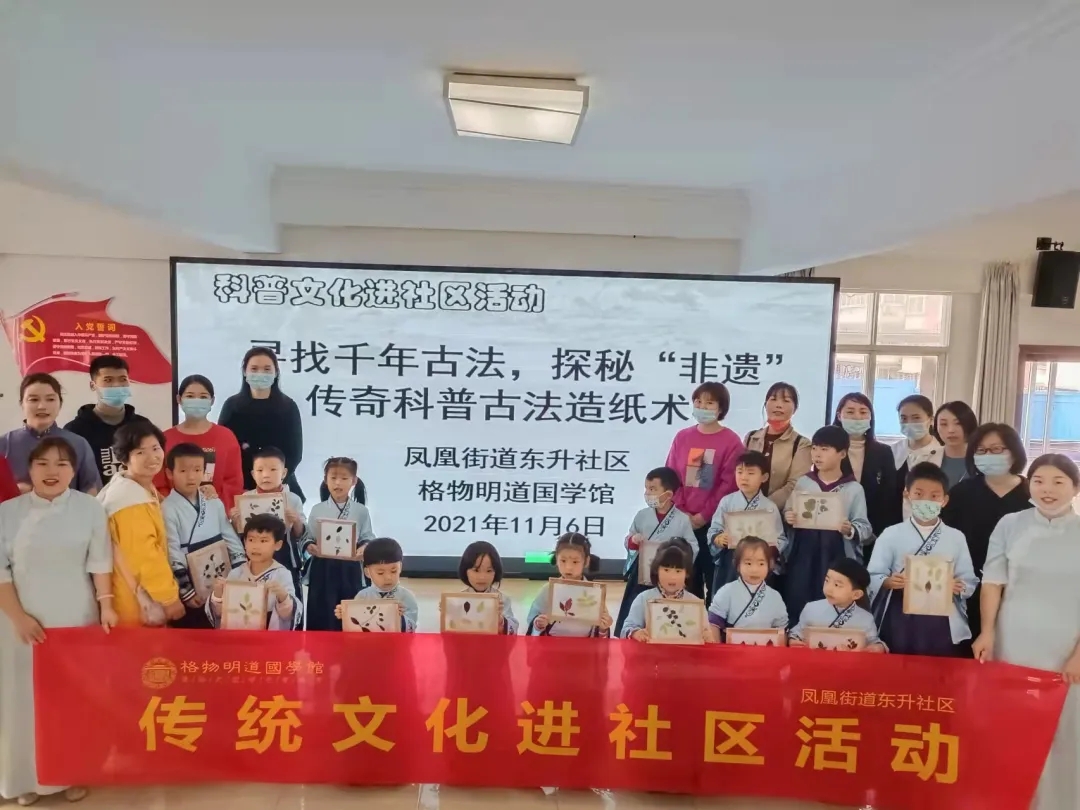 科普文化进社区活动
寻找千年古法，探秘“非遗”
传奇科普古法造纸术
凤凰街道东升社区
格物明道国学馆
2021年11月6日
入党誓词
格物明道國學館
凤凰街道东升社区
传统文化进社区活动